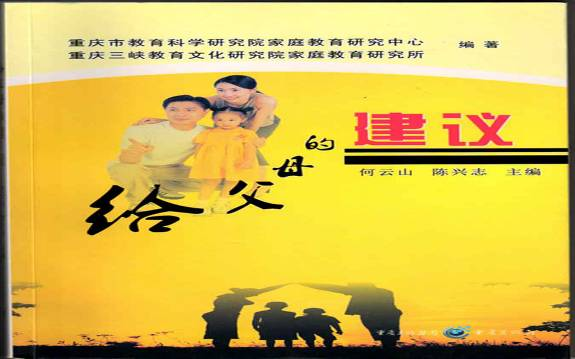 重庆市教育科学研究院家庭教育研究中心 编著
重庆三峡教育文化研究院家庭教育研究所
给父母的建议
何云山 陈兴志 主编